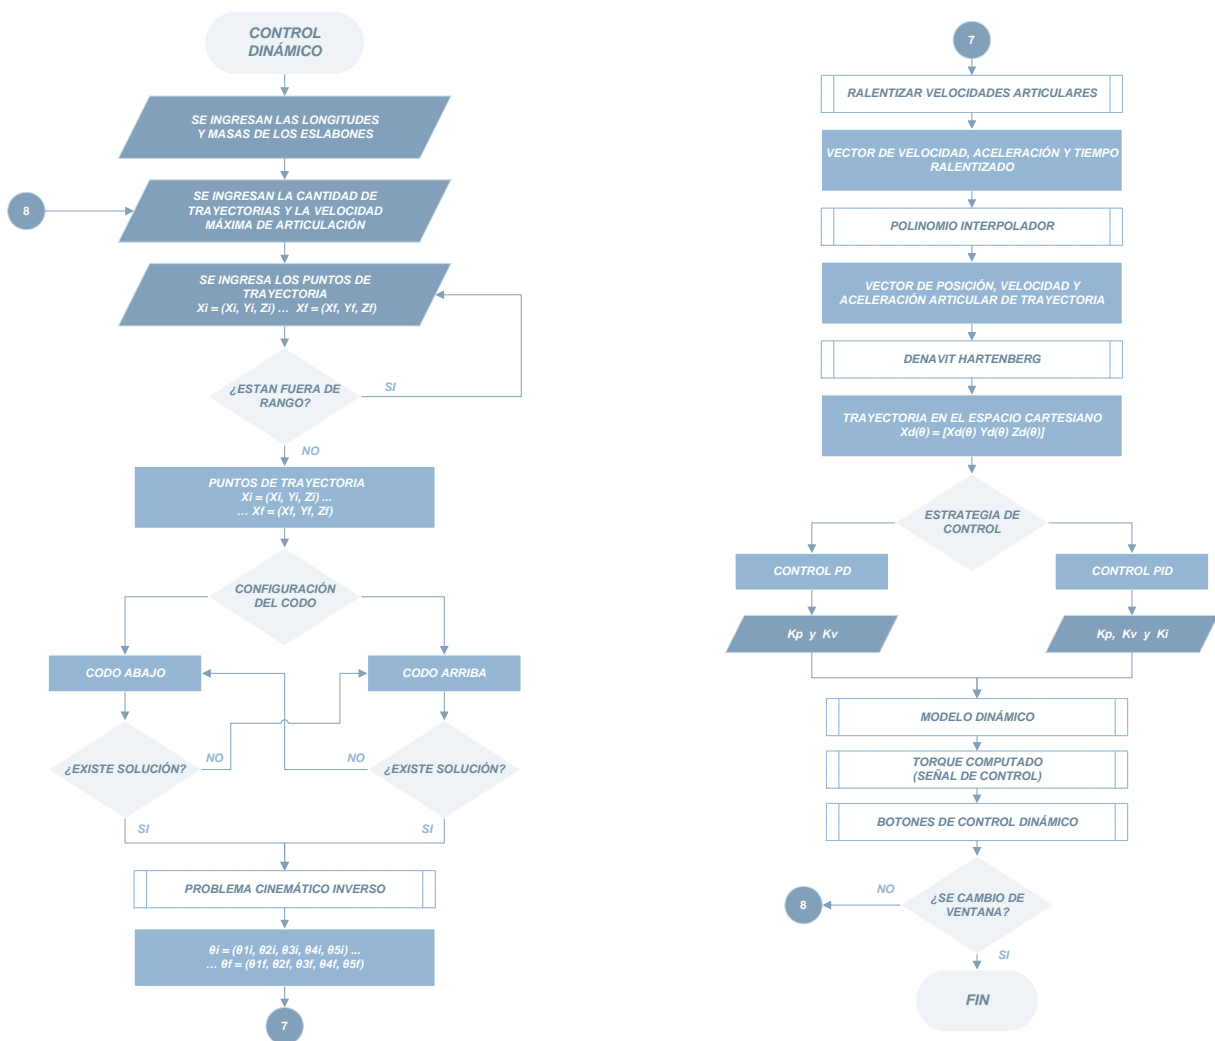 CONTROL
DINÁMICO
SE INGRESAN LAS LONGITUDES
Y MASAS DE LOS ESLABONES
8
SE INGRESAN LA CANTIDAD DE
TRAYECTORIAS Y LA VELOCIDAD
MÁXIMA DE ARTICULACIÓN
SE INGRESA LOS PUNTOS DE
TRAYECTORIA
Xi = (Xi, Yi, Zi) ... Xf = (Xf, Yf, Zf)
¿ESTAN FUERA DE
RANGO?
SI
NO
PUNTOS DE TRAYECTORIA
Xi = (Xi, Yi, Zi) ...
... Xf = (Xf, Yf, Zf)
CONFIGURACIÓN
DEL CODO
CODO ABAJO
CODO ARRIBA
¿EXISTE SOLUCIÓN?
NO
NO
¿EXISTE SOLUCIÓN?
SI
SI
PROBLEMA CINEMÁTICO INVERSO
θi = (θ1i, θ2i, θ3i, θ4i, θ5i) ...
... θf = (θ1f, θ2f, θ3f, θ4f, θ5f)
7
7
RALENTIZAR VELOCIDADES ARTICULARES
VECTOR DE VELOCIDAD, ACELERACIÓN Y TIEMPO
RALENTIZADO
POLINOMIO INTERPOLADOR
VECTOR DE POSICIÓN, VELOCIDAD Y
ACELERACIÓN ARTICULAR DE TRAYECTORIA
DENAVIT HARTENBERG
TRAYECTORIA EN EL ESPACIO CARTESIANO
Xd(θ) = [Xd(θ) Yd(θ) Zd(θ)]
ESTRATEGIA DE
CONTROL
CONTROL PD
CONTROL PID
Kp y Kv
Kp, Kv y Ki
MODELO DINÁMICO
TORQUE COMPUTADO
(SEÑAL DE CONTROL)
BOTONES DE CONTROL DINÁMICO
¿SE CAMBIO DE
VENTANA?
NO
8
SI
FIN